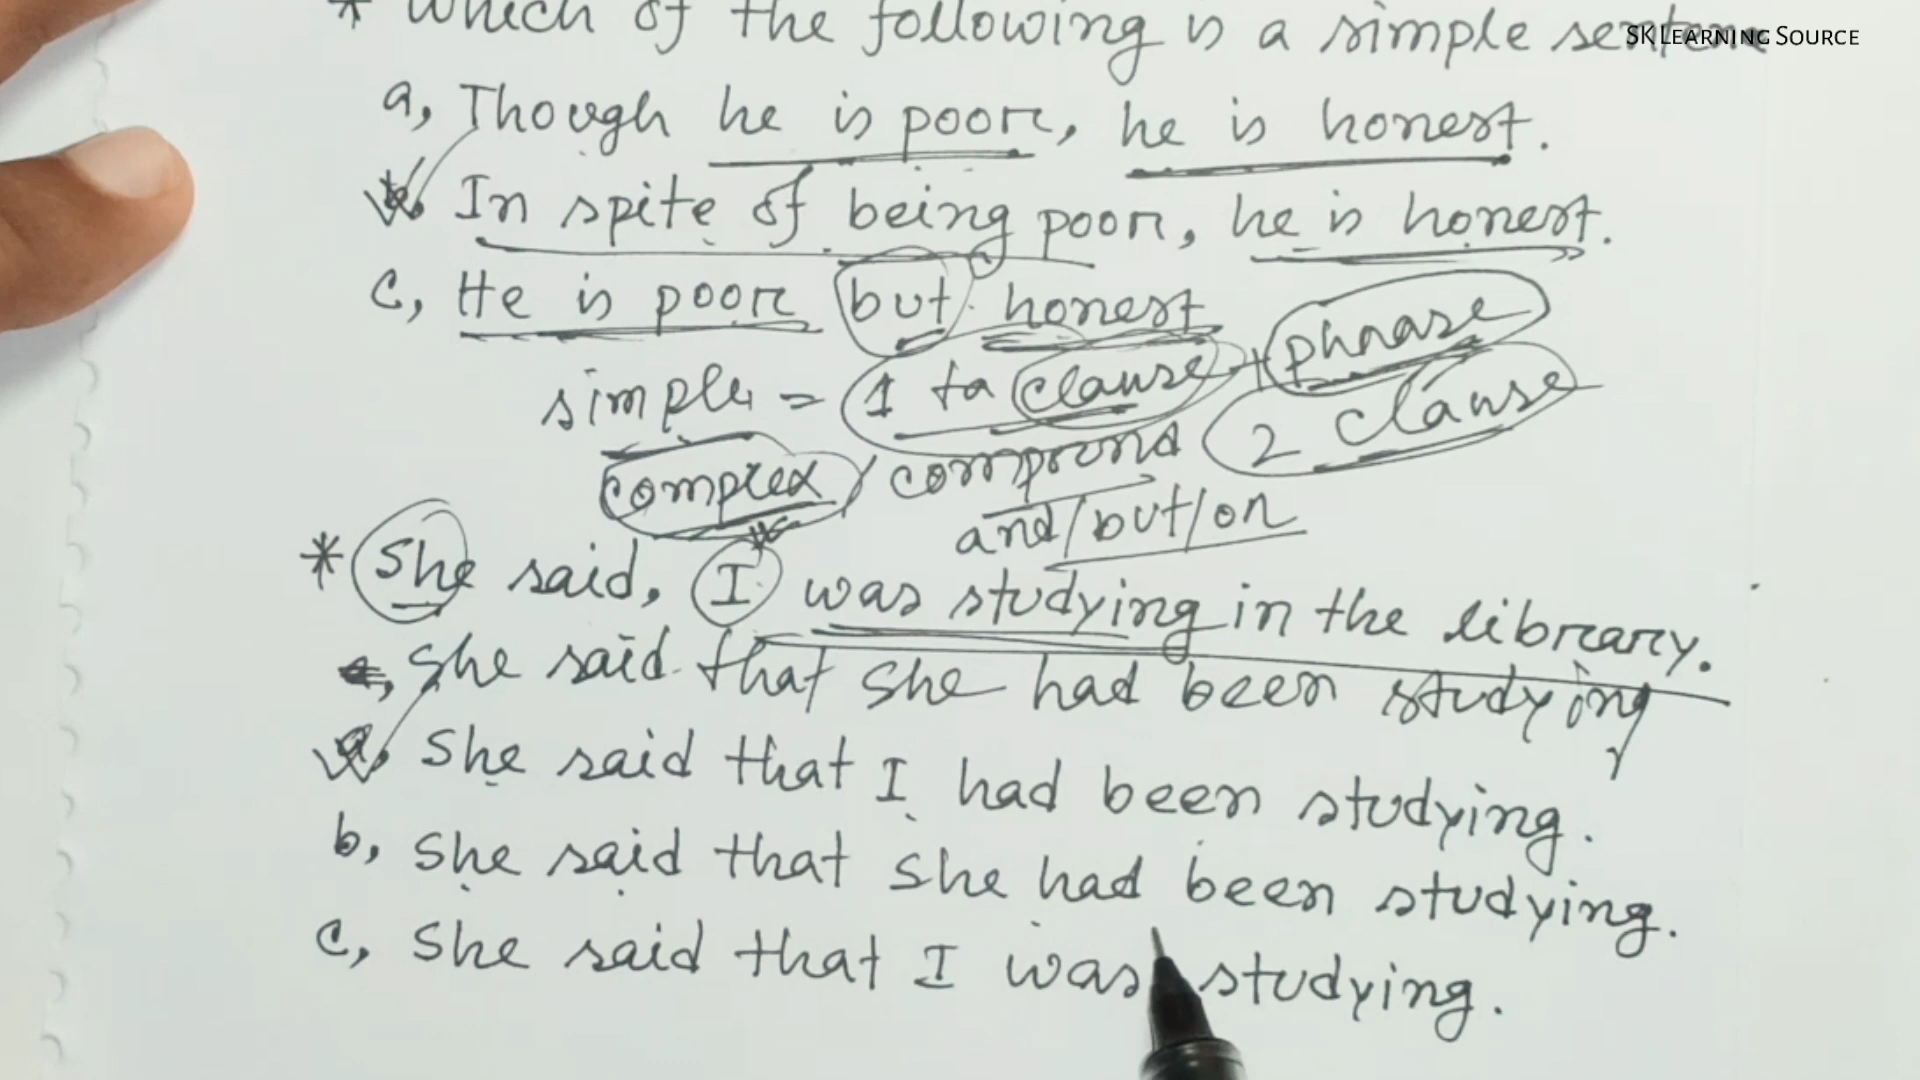 * Which of the following is a simple senten
SK Learning Source
a, Though he is poor, he is honest.
b, In spite of being poor, he is honest.
c, He is poor but honest
simple = 1 ta clause + phrase
complex / compound 2 clause
and/but/or
* She said, I was studying in the library.
She said that she had been studying
a, She said that I had been studying.
b, She said that she had been studying.
c, She said that I was studying.